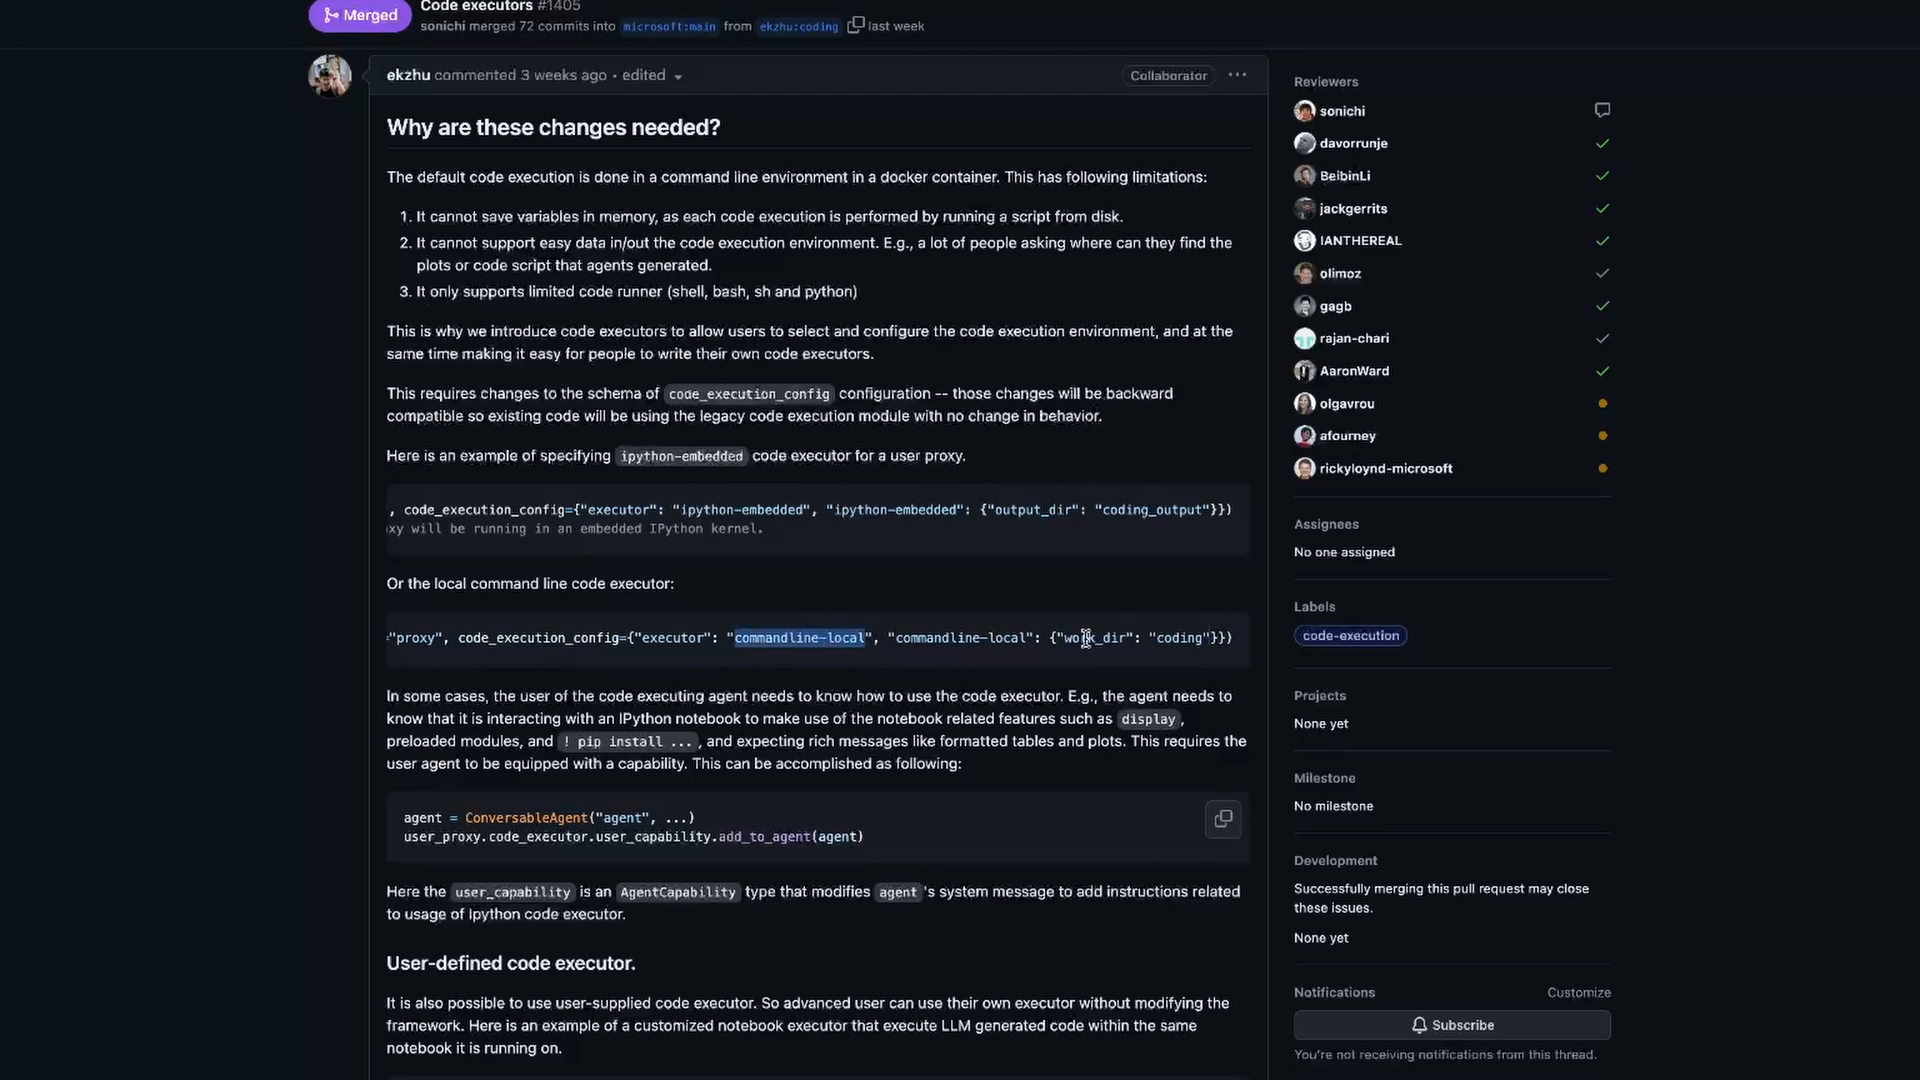 Merged
Code executors #1405
sonichi merged 72 commits into microsoft:main from ekzhu:coding last week
ekzhu commented 3 weeks ago • edited
Collaborator
Why are these changes needed?
The default code execution is done in a command line environment in a docker container. This has following limitations:
1. It cannot save variables in memory, as each code execution is performed by running a script from disk.
2. It cannot support easy data in/out the code execution environment. E.g., a lot of people asking where can they find the
plots or code script that agents generated.
3. It only supports limited code runner (shell, bash, sh and python)
This is why we introduce code executors to allow users to select and configure the code execution environment, and at the
same time making it easy for people to write their own code executors.
This requires changes to the schema of code_execution_config configuration -- those changes will be backward
compatible so existing code will be using the legacy code execution module with no change in behavior.
Here is an example of specifying ipython-embedded code executor for a user proxy.
, code_execution_config={"executor": "ipython-embedded", "ipython-embedded": {"output_dir": "coding_output"}})
xy will be running in an embedded IPython kernel.
Or the local command line code executor:
="proxy", code_execution_config={"executor": "commandline-local", "commandline-local": {"work_dir": "coding"}})
In some cases, the user of the code executing agent needs to know how to use the code executor. E.g., the agent needs to
know that it is interacting with an IPython notebook to make use of the notebook related features such as display,
preloaded modules, and ! pip install ..., and expecting rich messages like formatted tables and plots. This requires the
user agent to be equipped with a capability. This can be accomplished as following:
agent = ConversableAgent("agent", ...)
user_proxy.code_executor.user_capability.add_to_agent(agent)
Here the user_capability is an AgentCapability type that modifies agent's system message to add instructions related
to usage of Ipython code executor.
User-defined code executor.
It is also possible to use user-supplied code executor. So advanced user can use their own executor without modifying the
framework. Here is an example of a customized notebook executor that execute LLM generated code within the same
notebook it is running on.
Reviewers
sonichi
davorrunje
BeibinLi
jackgerrits
IANTHEREAL
olimoz
gagb
rajan-chari
AaronWard
olgavrou
afourney
rickyloynd-microsoft
Assignees
No one assigned
Labels
code-execution
Projects
None yet
Milestone
No milestone
Development
Successfully merging this pull request may close
these issues.
None yet
Notifications
Customize
Subscribe
You're not receiving notifications from this thread.